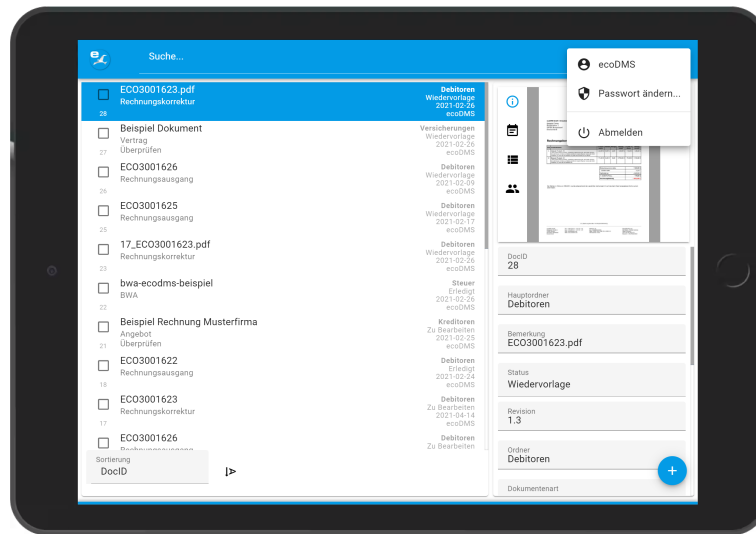 Suche...
ecoDMS
Passwort ändern...
Abmelden
ECO3001623.pdf
Debitoren
Rechnungskorrektur
Wiedervorlage
2021-02-26
28
ecoDMS
Beispiel Dokument
Versicherungen
Vertrag
Wiedervorlage
Überprüfen
2021-02-26
27
ecoDMS
ECO3001626
Debitoren
Rechnungsausgang
Wiedervorlage
2021-02-09
26
ecoDMS
ECO3001625
Debitoren
Rechnungsausgang
Wiedervorlage
2021-02-17
25
ecoDMS
17_ECO3001623.pdf
Debitoren
Rechnungskorrektur
Wiedervorlage
2021-02-26
23
ecoDMS
bwa-ecodms-beispiel
Steuer
BWA
Erledigt
2021-02-26
22
ecoDMS
Beispiel Rechnung Musterfirma
Kreditoren
Angebot
Zu Bearbeiten
Überprüfen
2021-02-25
21
ecoDMS
ECO3001622
Debitoren
Rechnungsausgang
Erledigt
2021-02-24
18
ecoDMS
ECO3001623
Debitoren
Rechnungskorrektur
Zu Bearbeiten
2021-04-14
17
ecoDMS
ECO3001626
Debitoren
Rechnungsausgang
Zu Bearbeiten
Sortierung
DocID
DocID
28
Hauptordner
Debitoren
Bemerkung
ECO3001623.pdf
Status
Wiedervorlage
Revision
1.3
Ordner
Debitoren
Dokumentenart